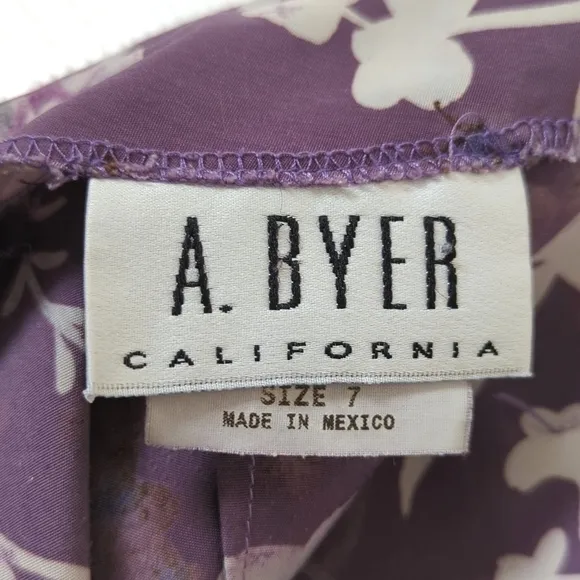 A. BYER
CALIFORNIA
SIZE 7
MADE IN MEXICO